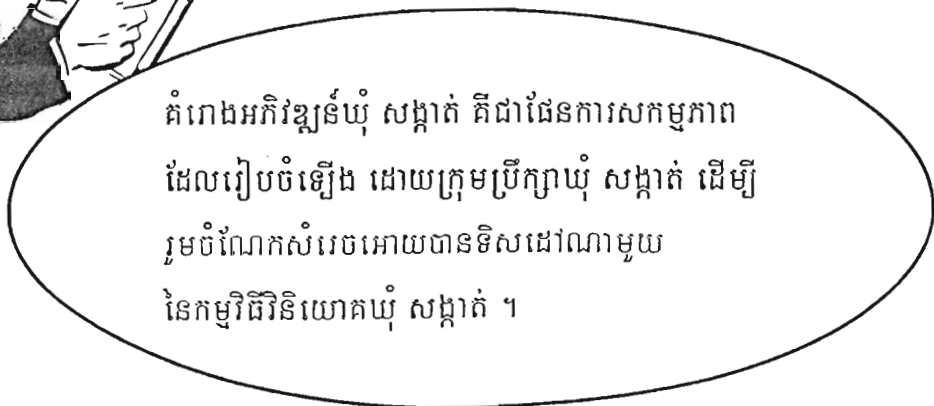 គំរោងអភិវឌ្ឍន៍ឃុំ សង្កាត់ គឺជាផែនការសកម្មភាព
ដែលរៀបចំឡើង ដោយក្រុមប្រឹក្សាឃុំ សង្កាត់ ដើម្បី
រួមចំណែកសំរេចអោយបានទិសដៅណាមួយ
នៃកម្មវិធីវិនិយោគឃុំ សង្កាត់ ។